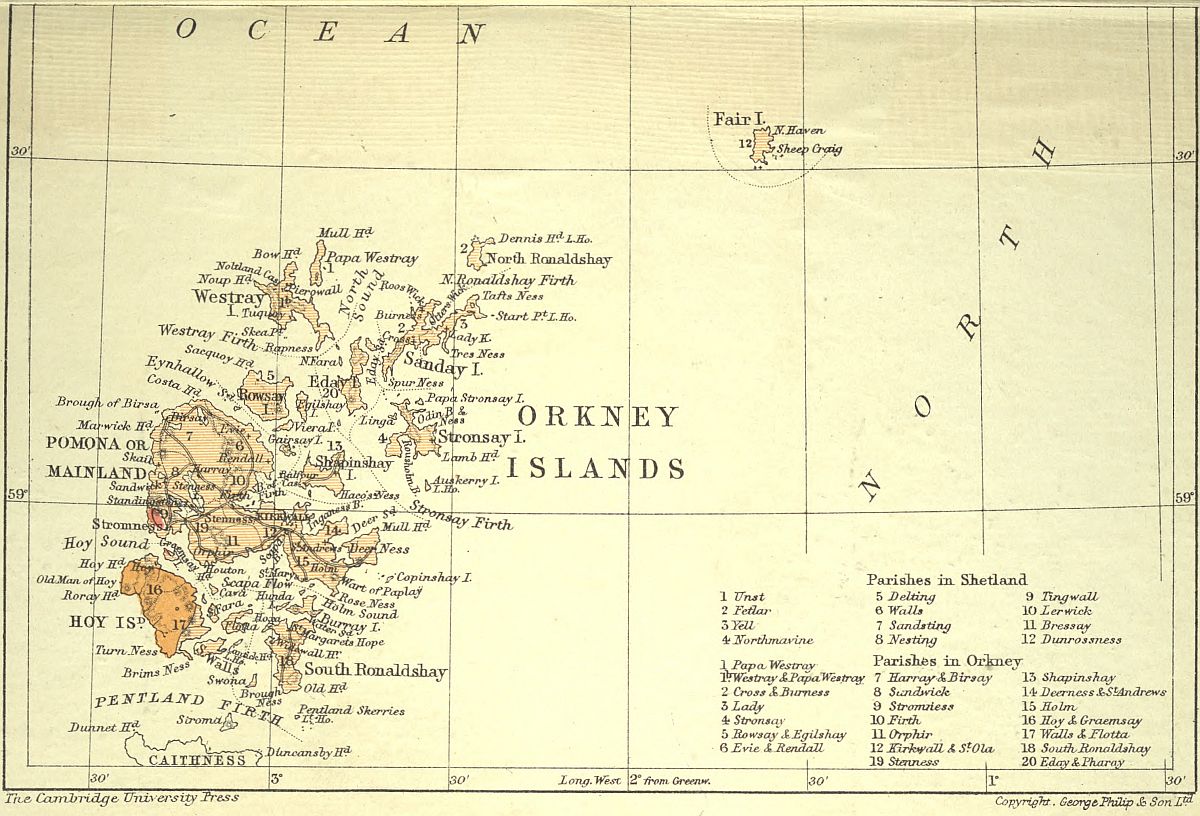 OCEAN
NORTH
Fair I.
12
N. Haven
Sheep Craig
30'
30'
Mull Hd
Bow Hd
Papa Westray
1
Noltland Cas.
Noup Hd
Pierowall
Westray
I.
Tuquoy
Skea Pt
Westray Firth
Rapness
North
Sound
2
Dennis Hd L.Ho.
North Ronaldshay
N. Ronaldshay Firth
Roos Wick
Tafts Ness
Start Pt L.Ho.
Burness
2
Cross
3
Lady K.
Tres Ness
Sanday I.
Spur Ness
N.Fara
Eday I.
20
Sacquoy Hd
Eynhallow Sd
Costa Hd
5
Rowsay
I.
Egilshay
I.
Viera I.
Gairsay I.
Linga
Papa Stronsay I.
Odin B. &
Ness
4
Stronsay I.
Lamb Hd
Rousholm B.
Auskerry I.
L.Ho.
Stronsay Firth
ORKNEY
ISLANDS
Brough of Birsa
Marwick Hd
Birsay
7
Evie
POMONA OR
MAINLAND
Skaill
Rendall
8
Harray
10
Sandwick
Stenness
Firth
13
Shapinshay
I.
Balfour
Cas.
Haco's Ness
59°
59°
9
Stromness
19
Stenness
KIRKWALL
12
Inganess B.
Deer Sd
Mull Hd
14
11
Orphir
St Andrews
Deer Ness
15
Holm
Hoy Sound
Graemsay
Houton
Hd
Scapa
B.
St Mary's
Wart of Paplay
Copinshay I.
Hoy Hd
Hoy
Old Man of Hoy
Roray Hd
16
HOY ISD
17
Scapa Flow
Cava
Fara
Hunda
I.
Rose Ness
Holm Sound
Burray I.
Water Sd
Flotta
Hoxa
St Margarets Hope
Turn Ness
S. Walls
Brims Ness
Cantick Hd
L.Ho.
18
South Ronaldshay
Swona
Old Hd
Brough
Ness
PENTLAND FIRTH
Pentland Skerries
L.Ho.
Stroma
Dunnet Hd
Duncansby Hd
CAITHNESS
Parishes in Shetland
1 Unst 5 Delting 9 Tingwall
2 Fetlar 6 Walls 10 Lerwick
3 Yell 7 Sandsting 11 Bressay
4 Northmavine 8 Nesting 12 Dunrossness
Parishes in Orkney
1 Papa Westray
1a Westray & Papa Westray 7 Harray & Birsay 13 Shapinshay
2 Cross & Burness 8 Sandwick 14 Deerness & St Andrews
3 Lady 9 Stromness 15 Holm
4 Stronsay 10 Firth 16 Hoy & Graemsay
5 Rowsay & Egilshay 11 Orphir 17 Walls & Flotta
6 Evie & Rendall 12 Kirkwall & St Ola 18 South Ronaldshay
19 Stenness 20 Eday & Pharay
30' 3° 30' Long. West 2° from Greenw. 30' 1° 30'
The Cambridge University Press
Copyright. George Philip & Son Ltd